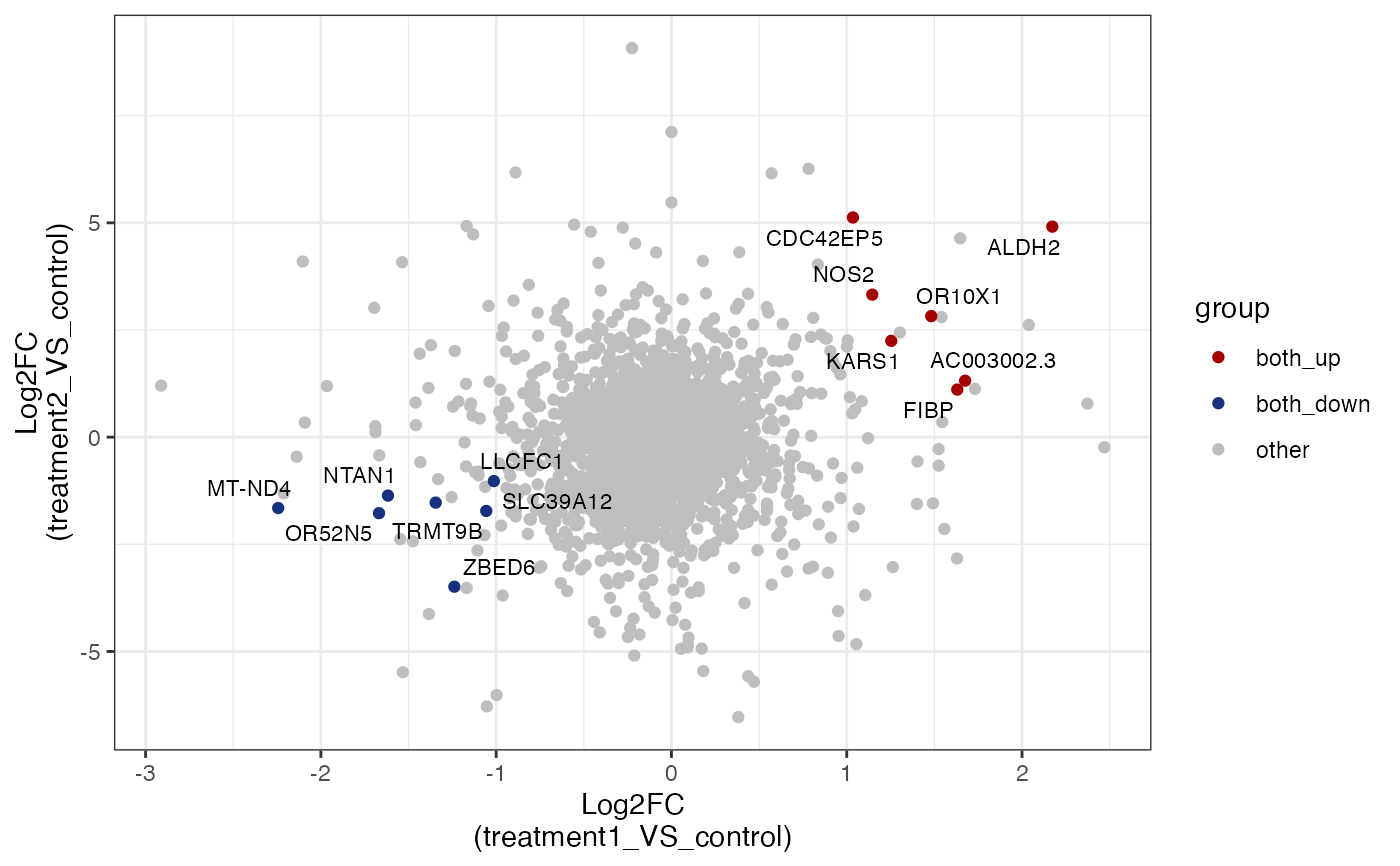 Log2FC
(treatment2_VS_control)
5
0
-5
CDC42EP5
ALDH2
NOS2
OR10X1
KARS1
AC003002.3
FIBP
LLCFC1
NTAN1
MT-ND4
SLC39A12
OR52N5
TRMT9B
ZBED6
-3
-2
-1
0
1
2
Log2FC
(treatment1_VS_control)
group
both_up
both_down
other